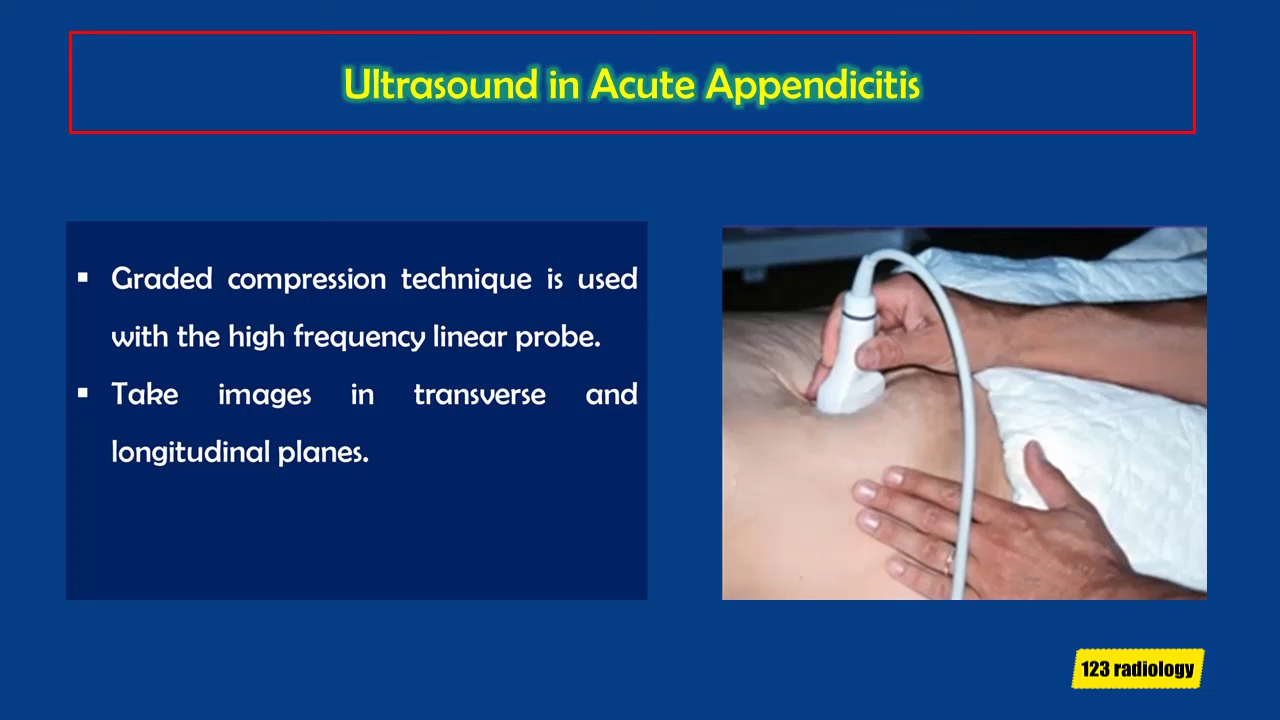 Ultrasound in Acute Appendicitis
▪ Graded compression technique is used
with the high frequency linear probe.
▪ Take images in transverse and
longitudinal planes.
123 radiology